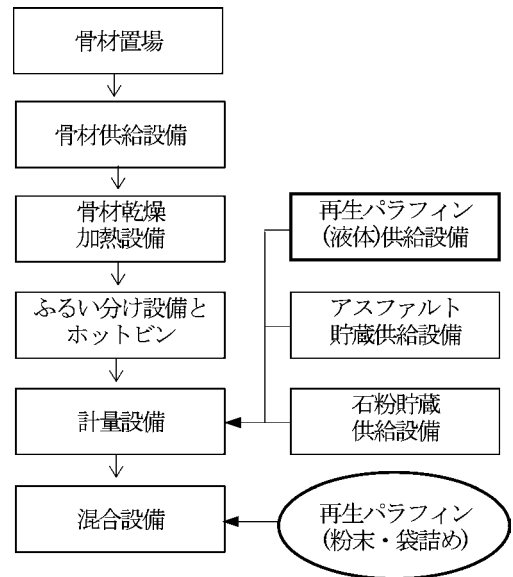 骨材置場
骨材供給設備
骨材乾燥
加熱設備
ふるい分け設備と
ホットビン
計量設備
混合設備
再生パラフィン
(液体)供給設備
アスファルト
貯蔵供給設備
石粉貯蔵
供給設備
再生パラフィン
(粉末・袋詰め)